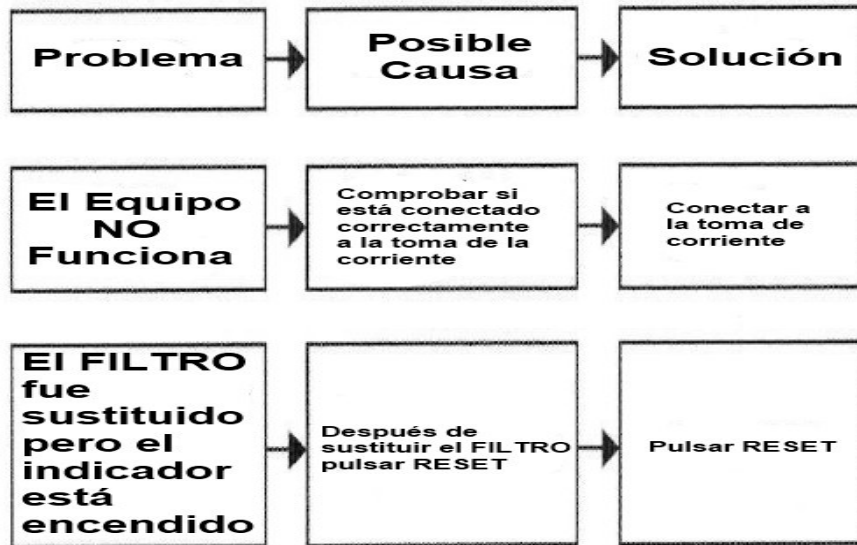 Problema
Posible
Causa
Solución
El Equipo
NO
Funciona
Comprobar si
está conectado
correctamente
a la toma de la
corriente
Conectar a
la toma de
corriente
El FILTRO
fue
sustituido
pero el
indicador
está
encendido
Después de
sustituir el FILTRO
pulsar RESET
Pulsar RESET